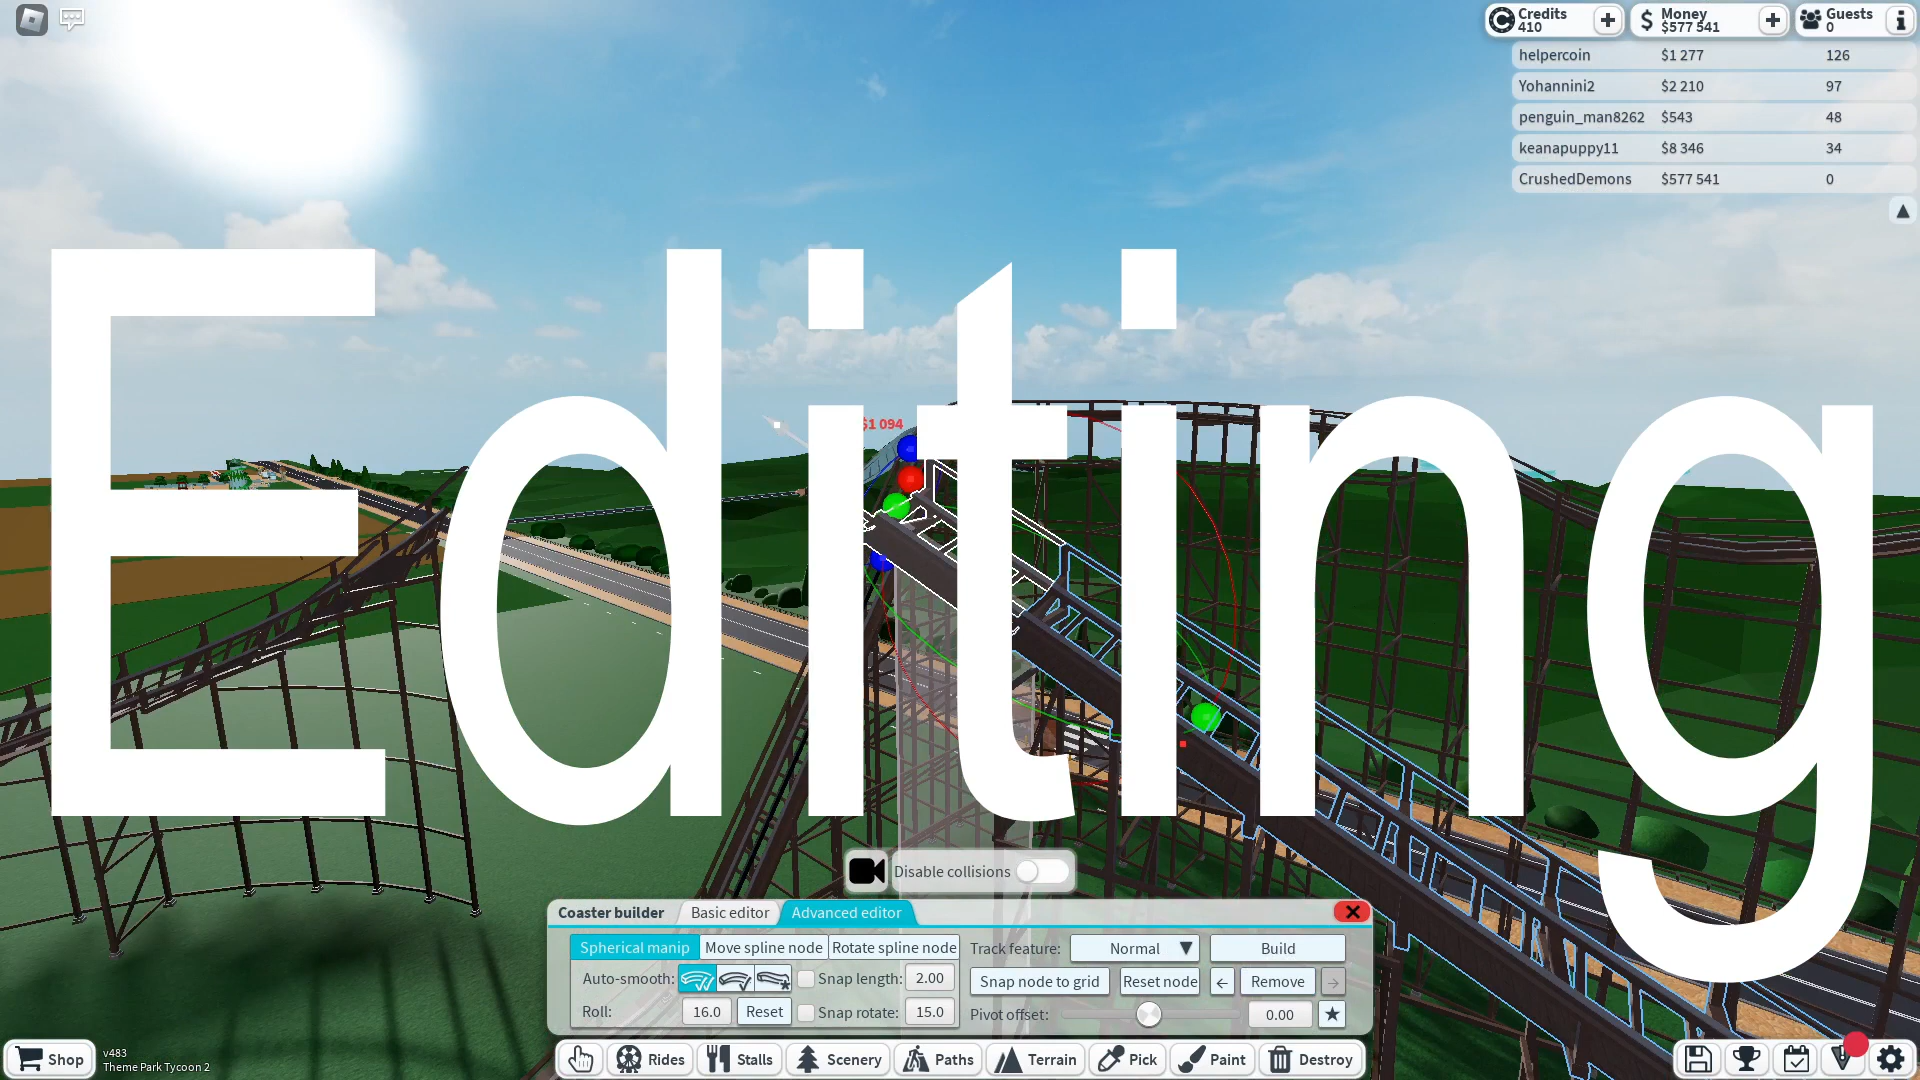 Credits
410
Money
$577 541
Guests
0
helpercoin $1 277 126
Yohannini2 $2 210 97
penguin_man8262 $543 48
keanapuppy11 $8 346 34
CrushedDemons $577 541 0
Editing
$1 094
Disable collisions
Coaster builder Basic editor Advanced editor
Spherical manip Move spline node Rotate spline node Track feature: Normal Build
Auto-smooth: Snap length: 2.00 Snap node to grid Reset node ← Remove →
Roll: 16.0 Reset Snap rotate: 15.0 Pivot offset: 0.00
Shop
v483
Theme Park Tycoon 2
Rides Stalls Scenery Paths Terrain Pick Paint Destroy